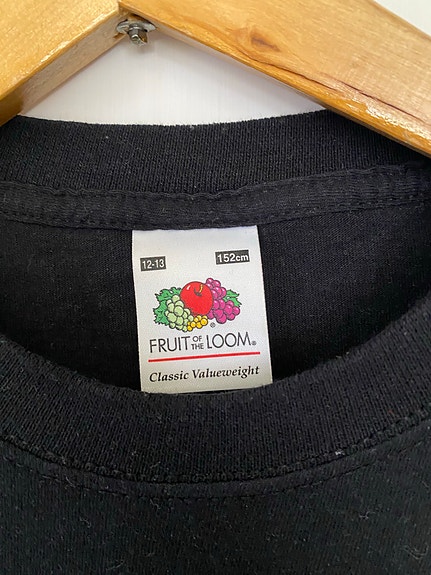 12-13 152cm
FRUIT OF THE LOOM®
Classic Valueweight